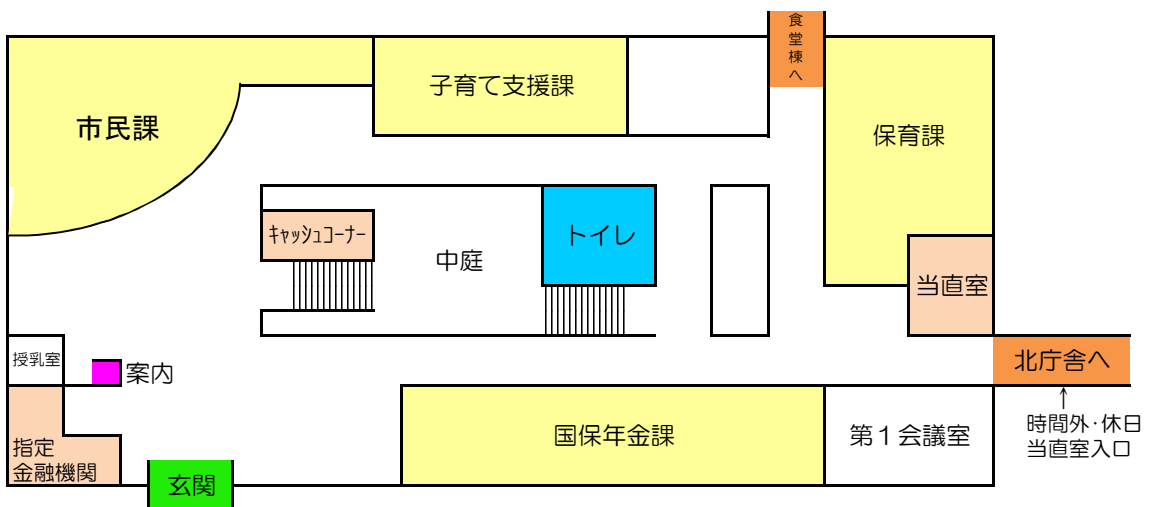 食堂棟へ
子育て支援課
市民課
保育課
ｷｬｯｼｭｺｰﾅｰ
トイレ
中庭
当直室
授乳室
案内
北庁舎へ
時間外･休日
当直室入口
国保年金課
第１会議室
指定
金融機関
玄関